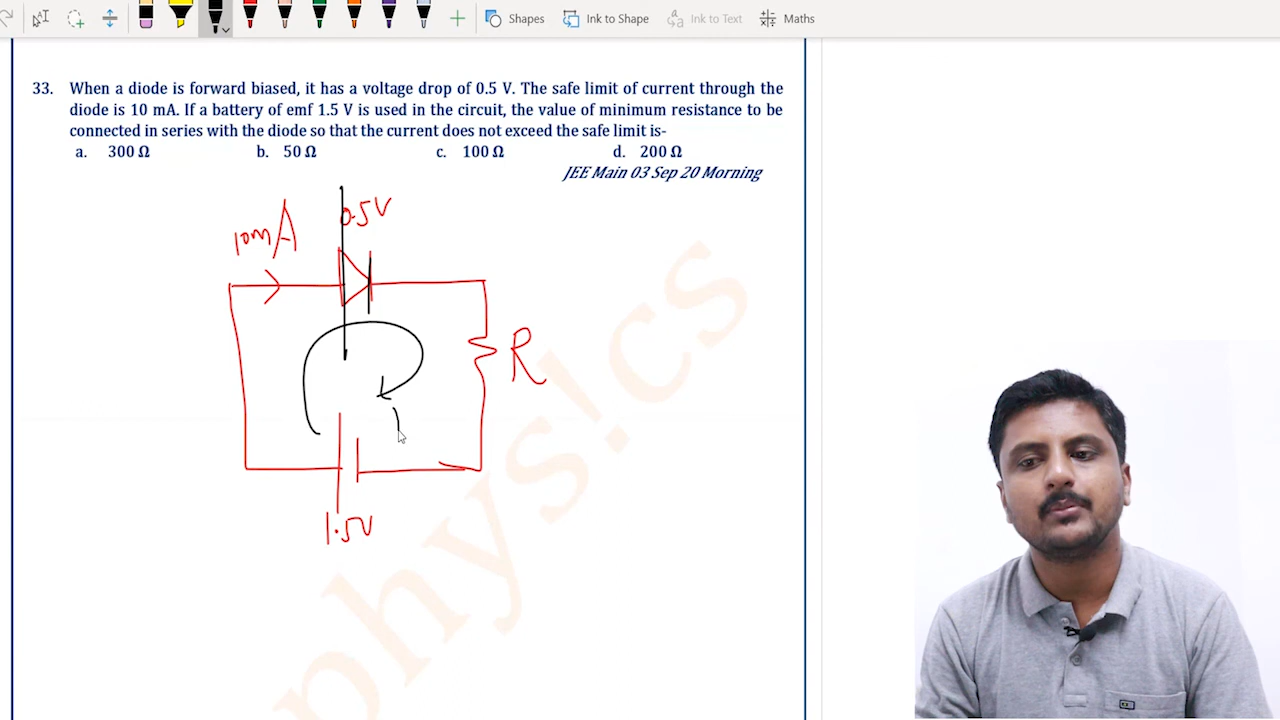 Shapes Ink to Shape Ink to Text Maths
33. When a diode is forward biased, it has a voltage drop of 0.5 V. The safe limit of current through the
diode is 10 mA. If a battery of emf 1.5 V is used in the circuit, the value of minimum resistance to be
connected in series with the diode so that the current does not exceed the safe limit is-
a. 300 Ω b. 50 Ω c. 100 Ω d. 200 Ω
JEE Main 03 Sep 20 Morning
10mA 0.5V
R
1.5V
phys!cs